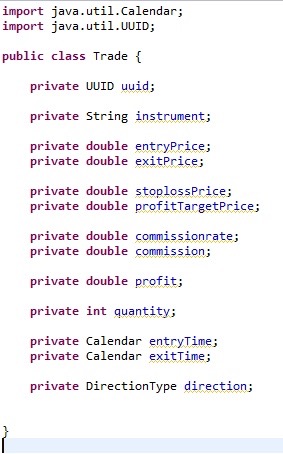 import java.util.Calendar;
import java.util.UUID;
public class Trade {
private UUID uuid;
private String instrument;
private double entryPrice;
private double exitPrice;
private double stoplossPrice;
private double profitTargetPrice;
private double commissionrate;
private double commission;
private double profit;
private int quantity;
private Calendar entryTime;
private Calendar exitTime;
private DirectionType direction;
}